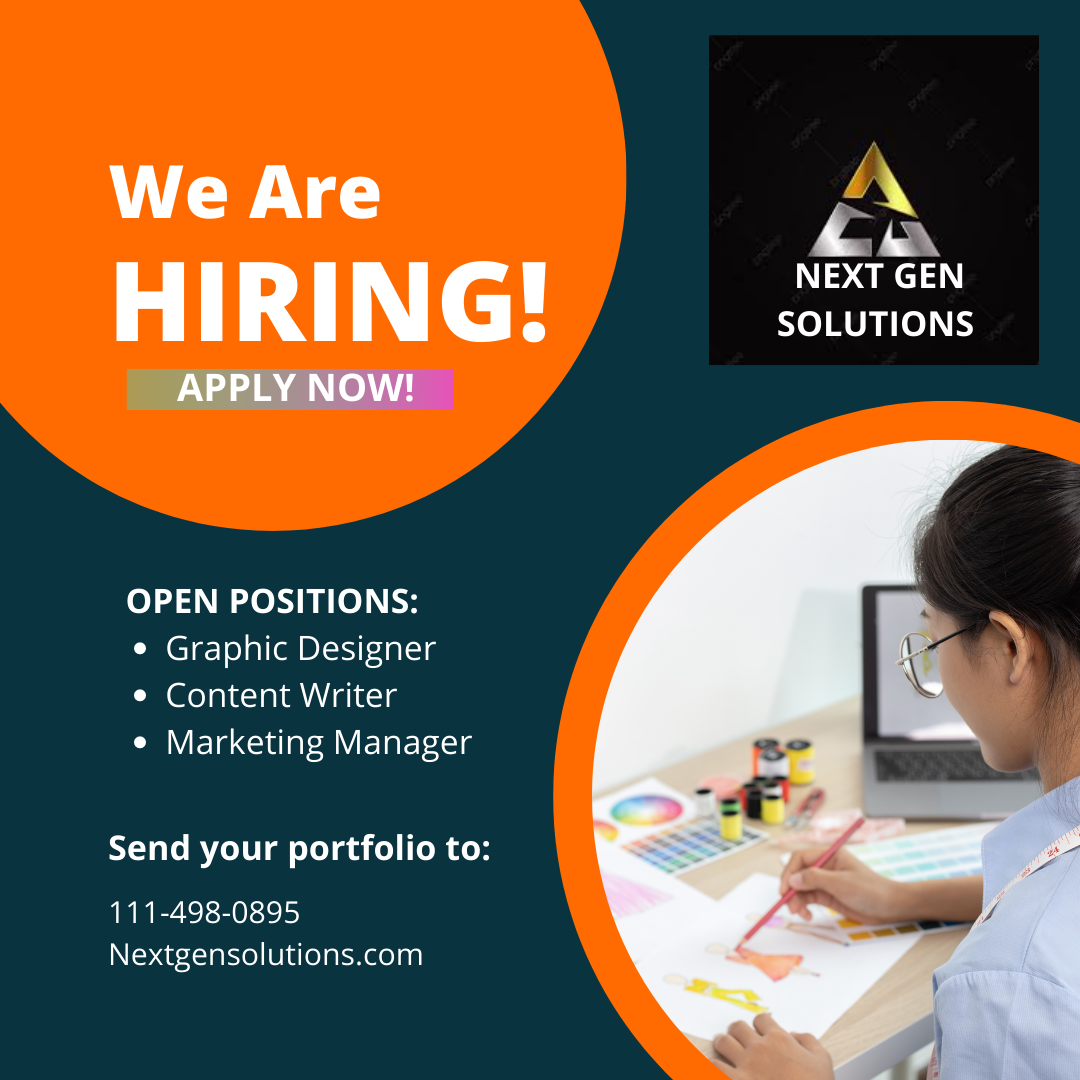 We Are
HIRING!
APPLY NOW!
NEXT GEN
SOLUTIONS
OPEN POSITIONS:
• Graphic Designer
• Content Writer
• Marketing Manager
Send your portfolio to:
111-498-0895
Nextgensolutions.com